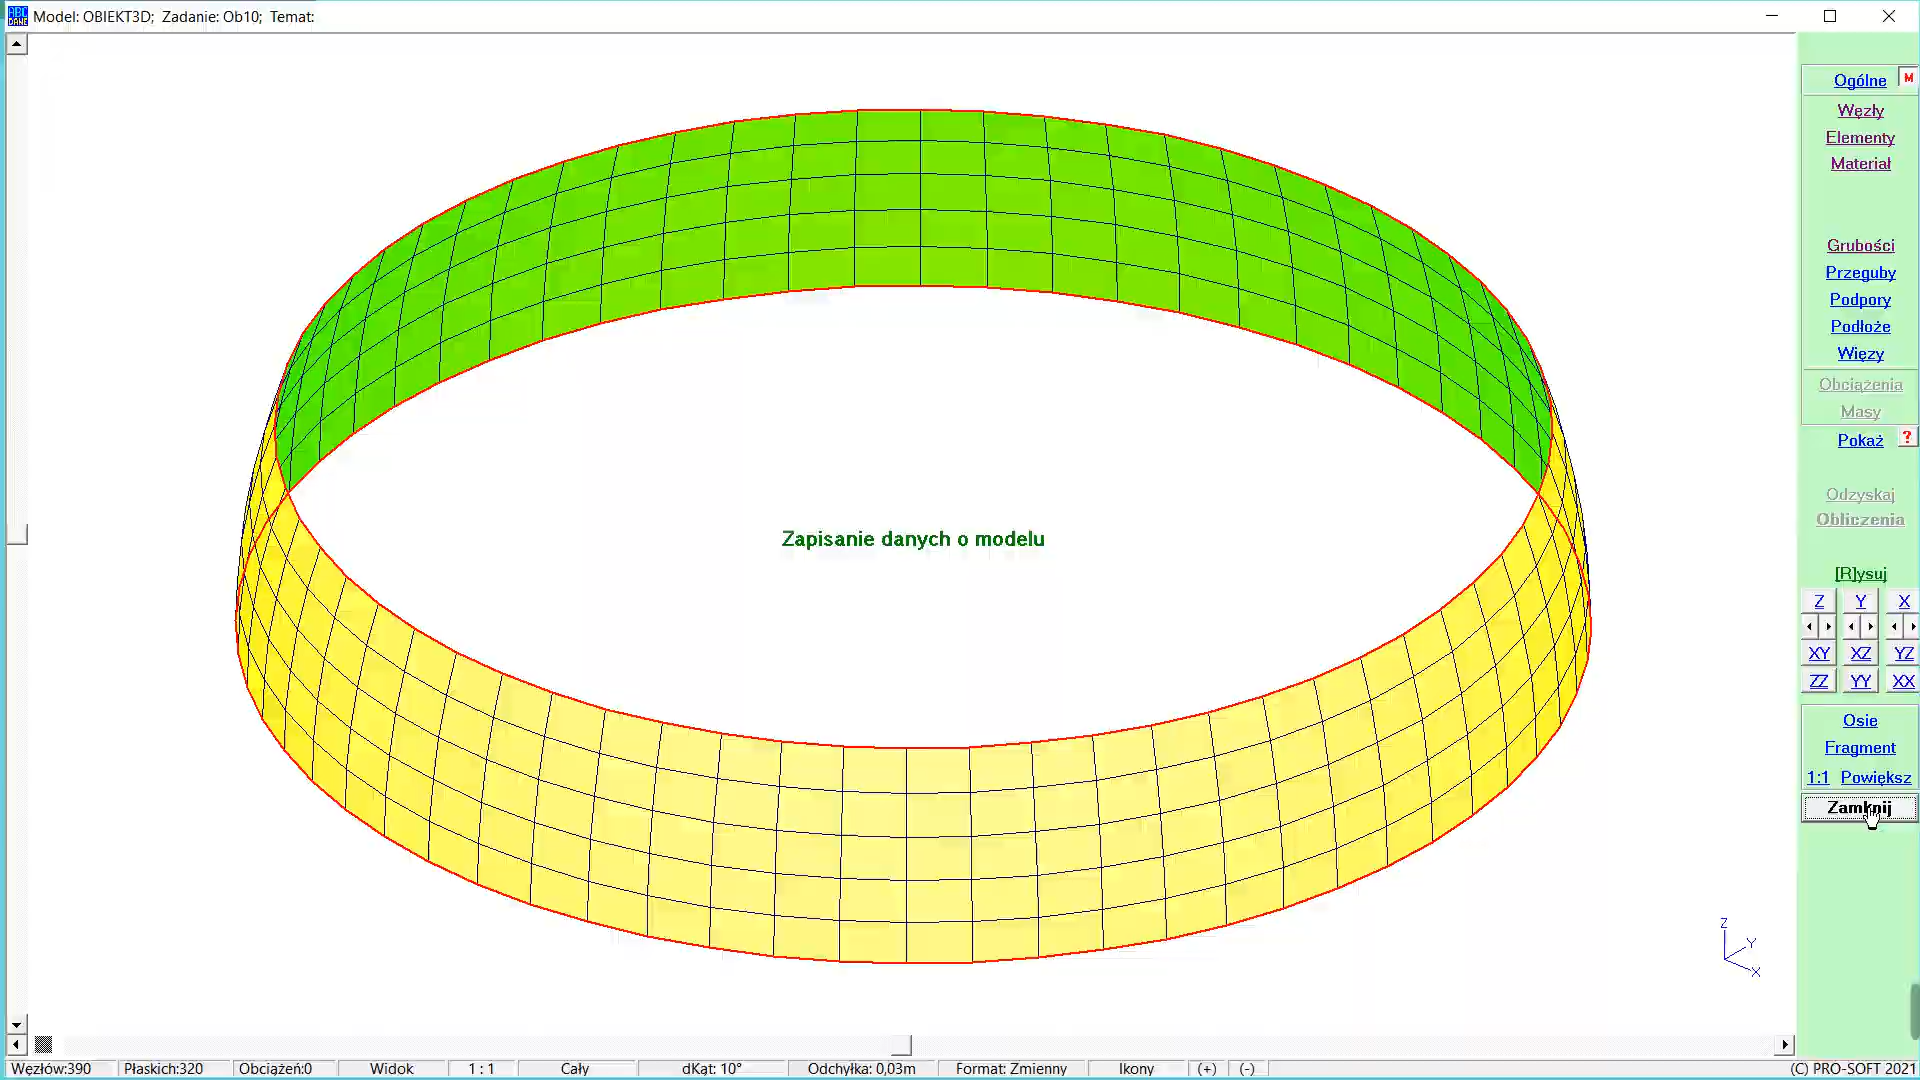 Model: OBIEKT3D;  Zadanie: Ob10;  Temat:
Ogólne
M
Węzły
Elementy
Materiał
Grubości
Przeguby
Podpory
Podłoże
Więzy
Obciążenia
Masy
Pokaż
?
Odzyskaj
Obliczenia
Zapisanie danych o modelu
[R]ysuj
Z Y X
XY XZ YZ
ZZ YY XX
Osie
Fragment
1:1 Powiększ
Zamknij
Z
Y
X
Węzłów:390 Płaskich:320 Obciążeń:0 Widok 1 : 1 Cały dKąt: 10° Odchyłka: 0,03m Format: Zmienny Ikony (+) (-) (C) PRO-SOFT 2021